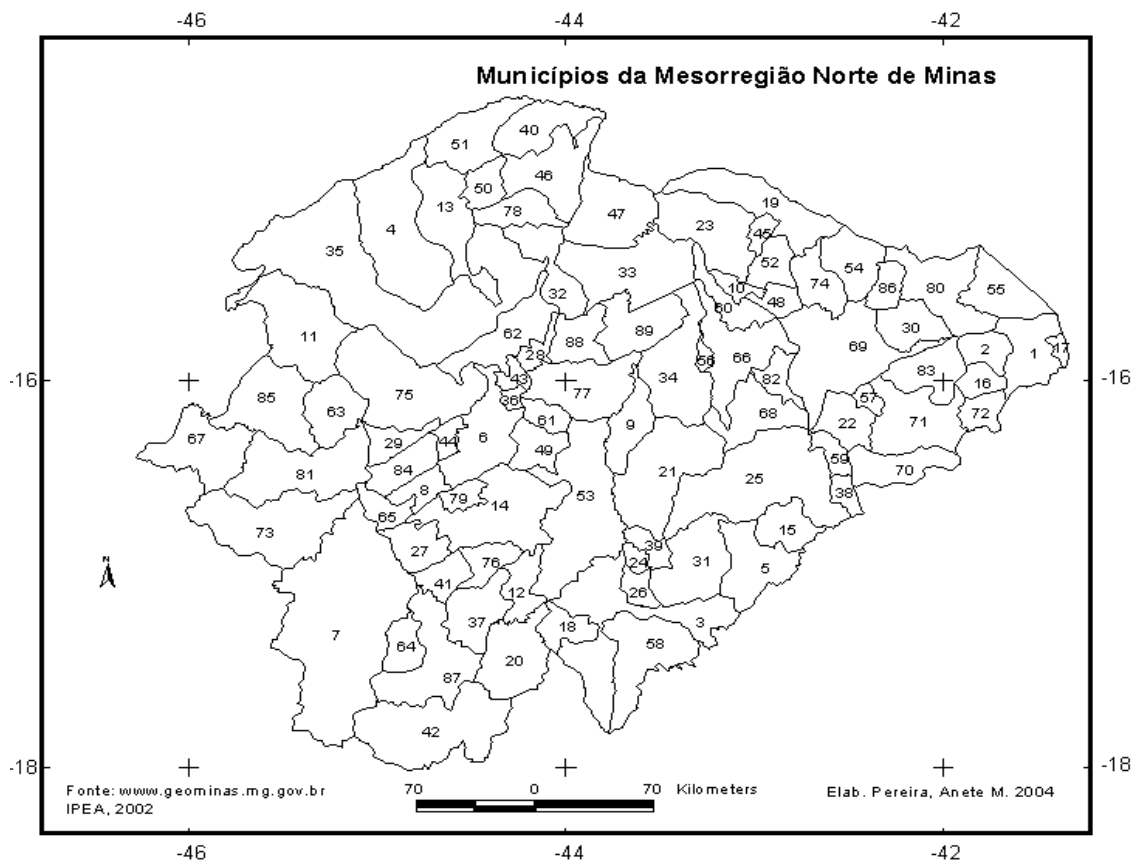 -46 -44 -42
Municípios da Mesorregião Norte de Minas
40
51
46
50
13 78 47 19
4 23 45
35 33 52 54
32 10 74 86 80 55
60 48
11 62 89 30
28 88 56 66 69 2 1 17
-16 43 77 34 82 83 16 -16
85 63 75 36 61 9 68 57 71 72
67 29 44 6 49 22
81 84 21 59 70
8 79 53 25 38
73 65 14 15
N 27 76 39
41 12 24 31 5
7 37 26
64 18 3
20 58
87
42
-18 -18
Fonte: www.geominas.mg.gov.br 70 0 70 Kilometers Elab. Pereira, Anete M. 2004
IPEA, 2002
-46 -44 -42